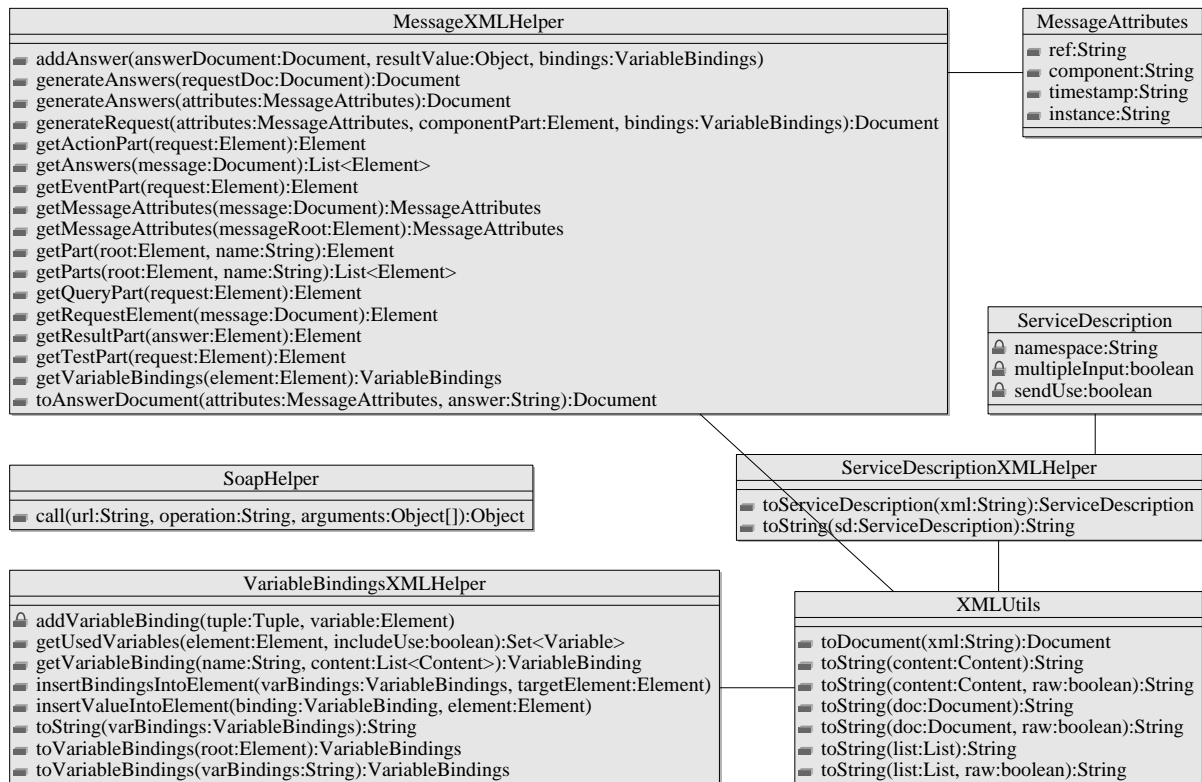 MessageXMLHelper
addAnswer(answerDocument:Document, resultValue:Object, bindings:VariableBindings)
generateAnswers(requestDoc:Document):Document
generateAnswers(attributes:MessageAttributes):Document
generateRequest(attributes:MessageAttributes, componentPart:Element, bindings:VariableBindings):Document
getActionPart(request:Element):Element
getAnswers(message:Document):List<Element>
getEventPart(request:Element):Element
getMessageAttributes(message:Document):MessageAttributes
getMessageAttributes(messageRoot:Element):MessageAttributes
getPart(root:Element, name:String):Element
getParts(root:Element, name:String):List<Element>
getQueryPart(request:Element):Element
getRequestElement(message:Document):Element
getResultPart(answer:Element):Element
getTestPart(request:Element):Element
getVariableBindings(element:Element):VariableBindings
toAnswerDocument(attributes:MessageAttributes, answer:String):Document
MessageAttributes
ref:String
component:String
timestamp:String
instance:String
ServiceDescription
namespace:String
multipleInput:boolean
sendUse:boolean
SoapHelper
call(url:String, operation:String, arguments:Object[]):Object
ServiceDescriptionXMLHelper
toServiceDescription(xml:String):ServiceDescription
toString(sd:ServiceDescription):String
VariableBindingsXMLHelper
addVariableBinding(tuple:Tuple, variable:Element)
getUsedVariables(element:Element, includeUse:boolean):Set<Variable>
getVariableBinding(name:String, content:List<Content>):VariableBinding
insertBindingsIntoElement(varBindings:VariableBindings, targetElement:Element)
insertValueIntoElement(binding:VariableBinding, element:Element)
toString(varBindings:VariableBindings):String
toVariableBindings(root:Element):VariableBindings
toVariableBindings(varBindings:String):VariableBindings
XMLUtils
toDocument(xml:String):Document
toString(content:Content):String
toString(content:Content, raw:boolean):String
toString(doc:Document):String
toString(doc:Document, raw:boolean):String
toString(list:List):String
toString(list:List, raw:boolean):String